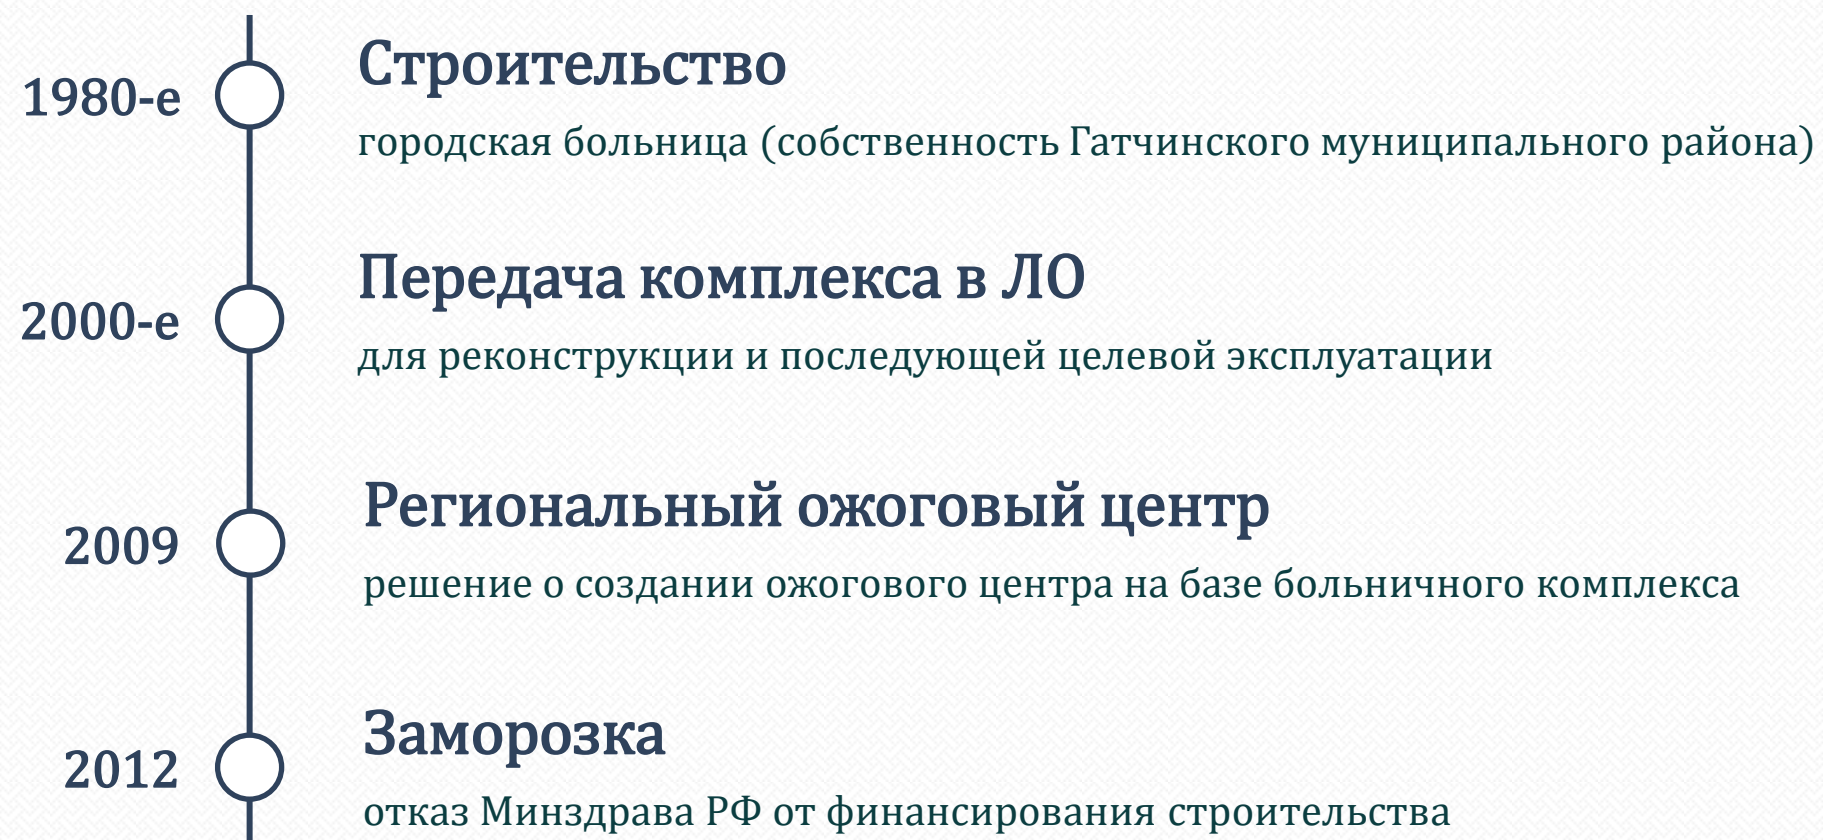 1980-е
Строительство
городская больница (собственность Гатчинского муниципального района)
2000-е
Передача комплекса в ЛО
для реконструкции и последующей целевой эксплуатации
2009
Региональный ожоговый центр
решение о создании ожогового центра на базе больничного комплекса
2012
Заморозка
отказ Минздрава РФ от финансирования строительства